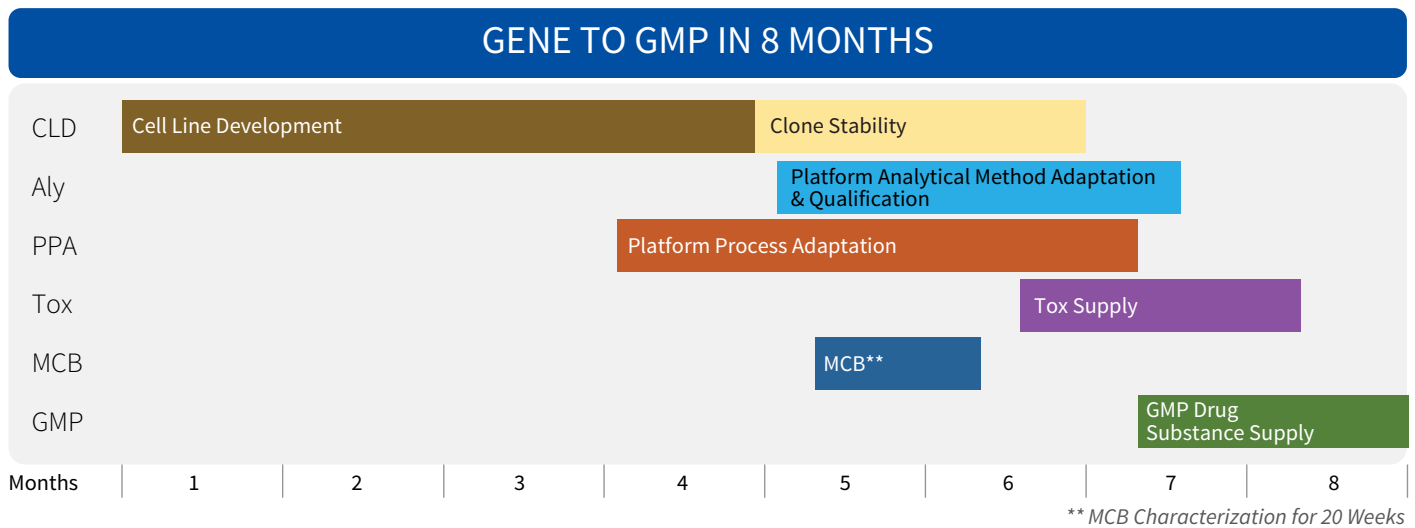 GENE TO GMP IN 8 MONTHS
CLD
Cell Line Development
Clone Stability
Aly
Platform Analytical Method Adaptation
& Qualification
PPA
Platform Process Adaptation
Tox
Tox Supply
MCB
MCB**
GMP
GMP Drug
Substance Supply
Months 1 2 3 4 5 6 7 8
** MCB Characterization for 20 Weeks